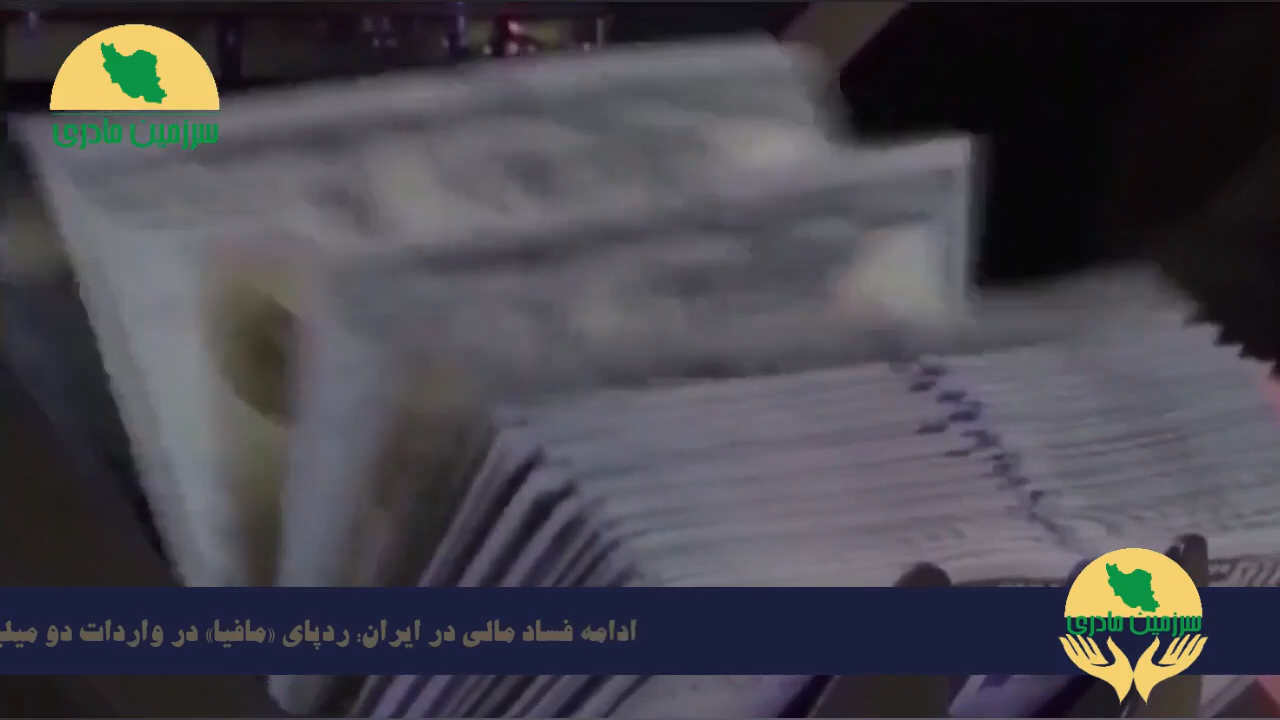 سرزمین مادری
ادامه فساد مالی در ایران؛ ردپای «مافیا» در واردات دو
سرزمین مادری